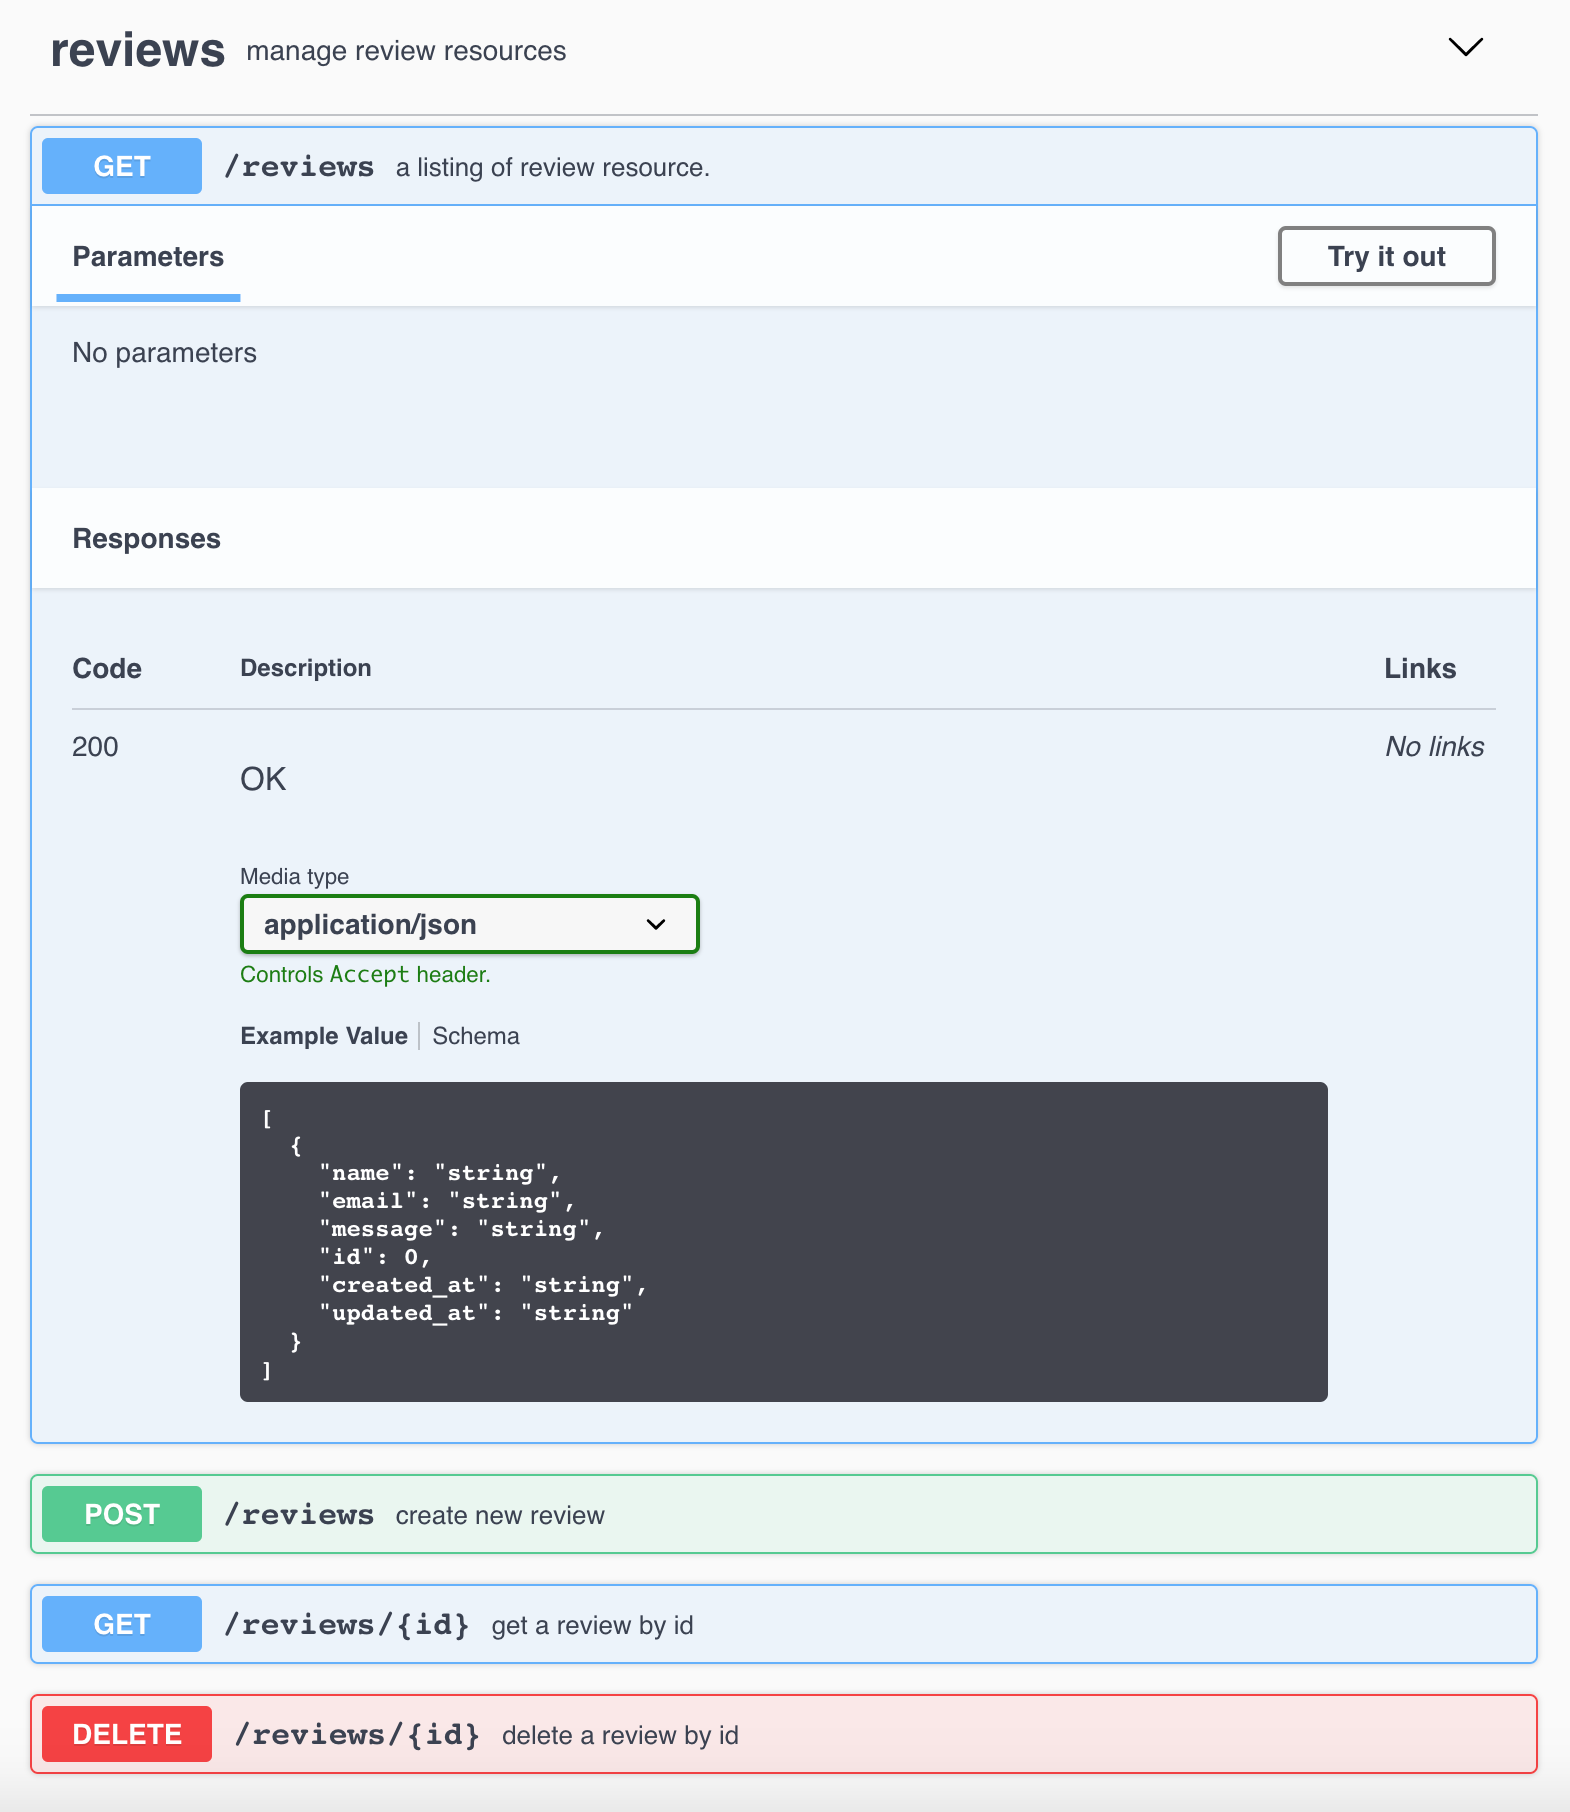 reviews manage review resources
GET /reviews a listing of review resource.
Parameters Try it out
No parameters
Responses
Code Description Links
200 No links
OK
Media type
application/json
Controls Accept header.
Example Value Schema
[
  {
    "name": "string",
    "email": "string",
    "message": "string",
    "id": 0,
    "created_at": "string",
    "updated_at": "string"
  }
]
POST /reviews create new review
GET /reviews/{id} get a review by id
DELETE /reviews/{id} delete a review by id